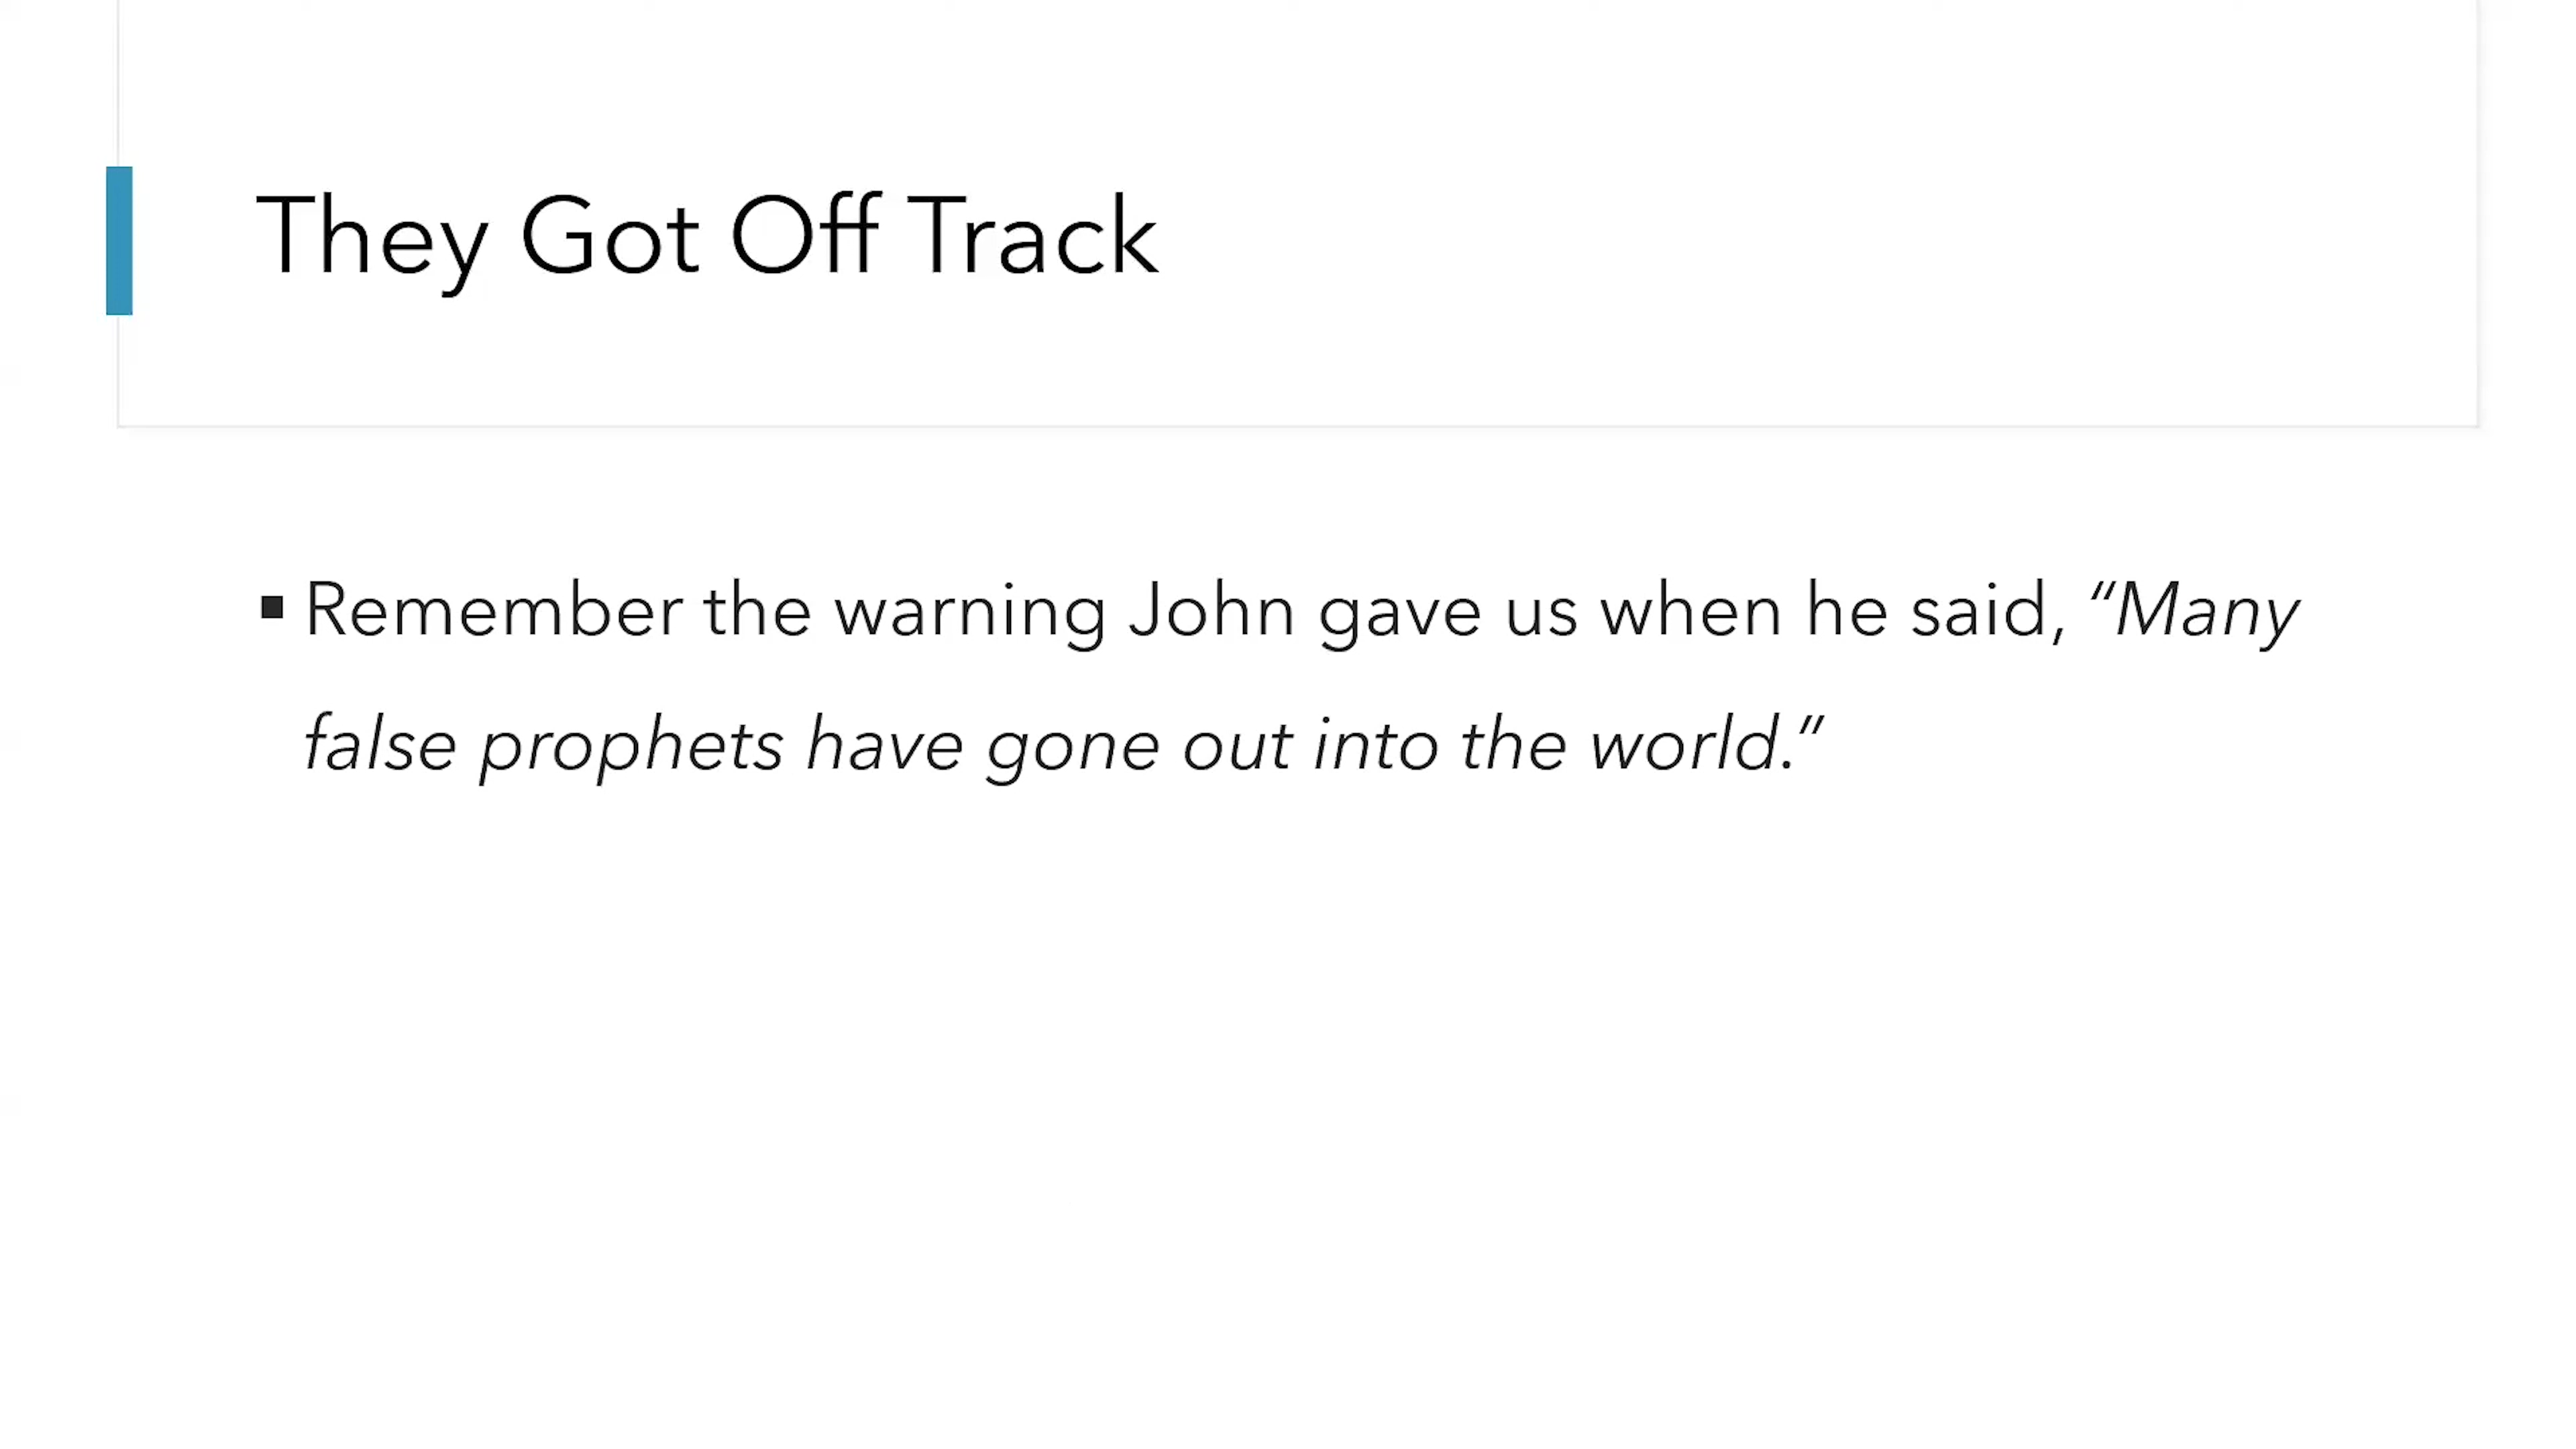 They Got Off Track
▪ Remember the warning John gave us when he said, “Many
false prophets have gone out into the world.”